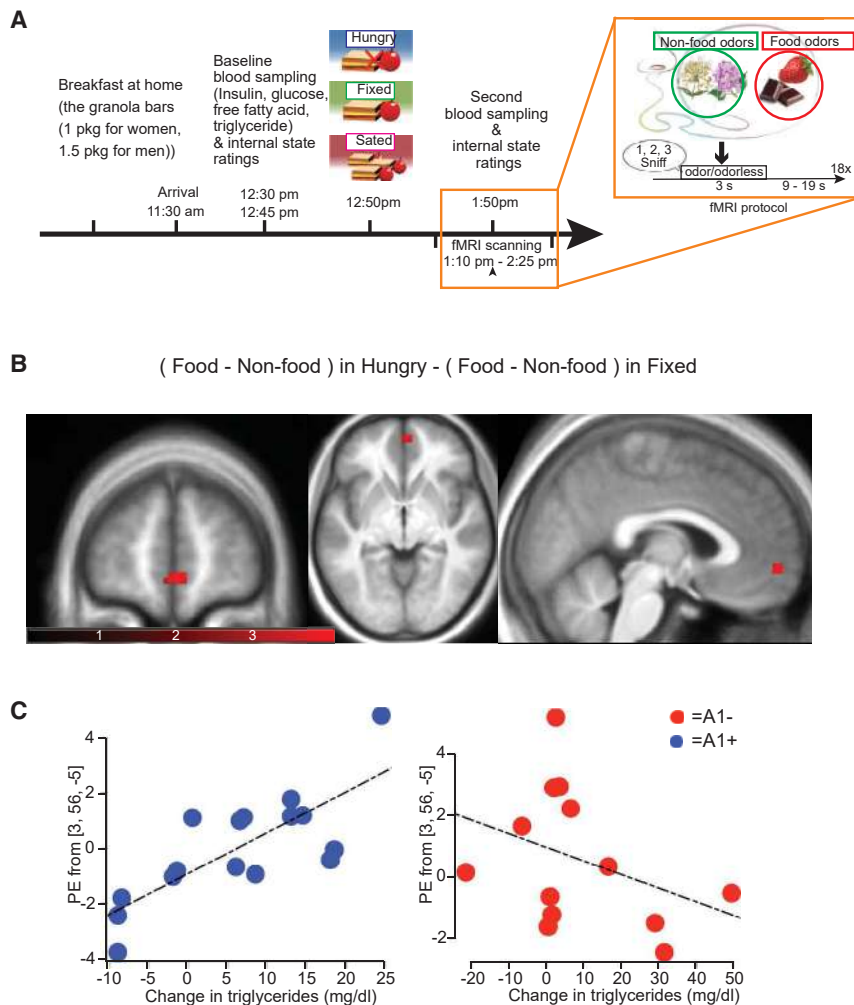 A
Breakfast at home
(the granola bars
(1 pkg for women,
1.5 pkg for men))
Arrival
11:30 am
Baseline
blood sampling
(Insulin, glucose,
free fatty acid,
triglyceride)
& internal state
ratings
12:30 pm
12:45 pm
Hungry
Fixed
Sated
12:50pm
Second
blood sampling
&
internal state
ratings
1:50pm
fMRI scanning
1:10 pm - 2:25 pm
Non-food odors
Food odors
1, 2, 3
Sniff
odor/odorless
18x
3 s
9 - 19 s
fMRI protocol
B
( Food - Non-food ) in Hungry - ( Food - Non-food ) in Fixed
1 2 3
C
PE from [3, 56, -5]
4
2
0
-2
-4
-10 -5 0 5 10 15 20 25
Change in triglycerides (mg/dl)
=A1-
=A1+
PE from [3, 56, -5]
4
2
0
-2
-20 -10 0 10 20 30 40 50
Change in triglycerides (mg/dl)